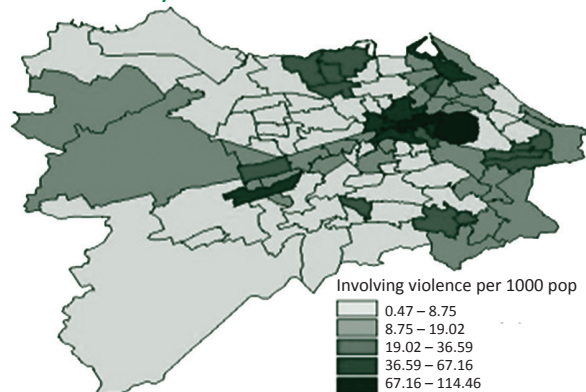 Involving violence per 1000 pop
0.47 – 8.75
8.75 – 19.02
19.02 – 36.59
36.59 – 67.16
67.16 – 114.46